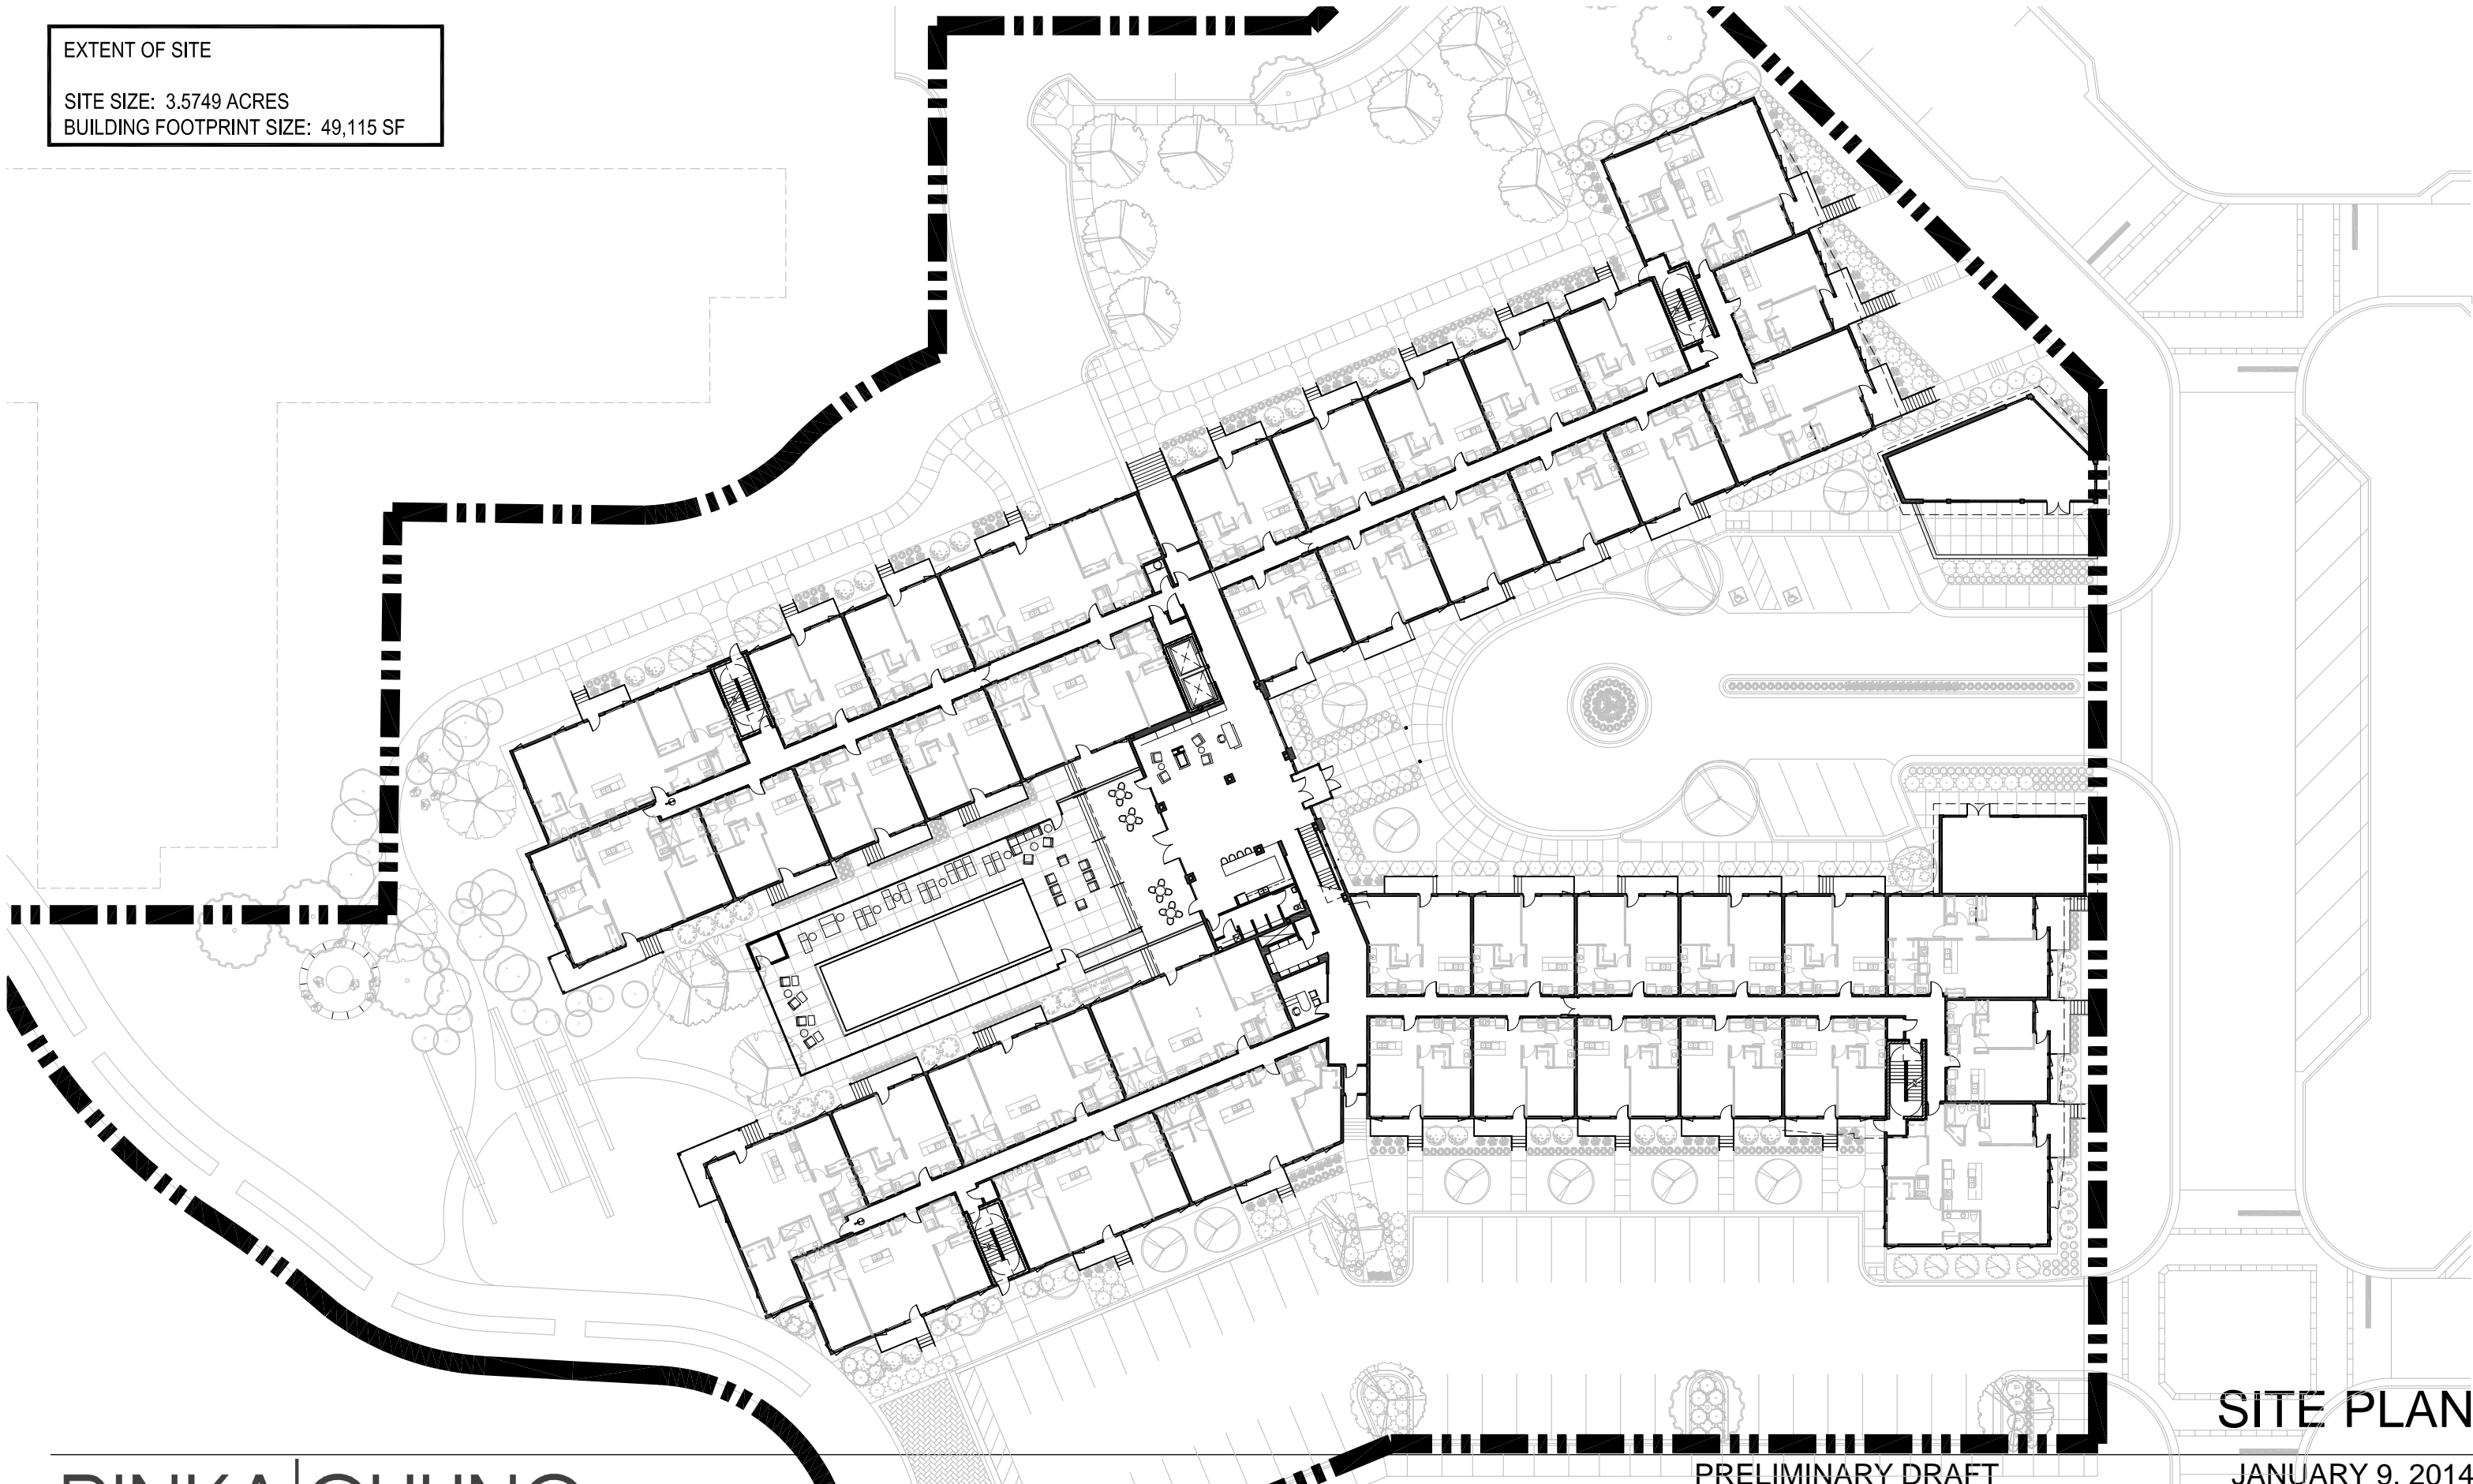 EXTENT OF SITE
SITE SIZE: 3.5749 ACRES
BUILDING FOOTPRINT SIZE: 49,115 SF
SITE PLAN
PRELIMINARY DRAFT
JANUARY 9, 2014